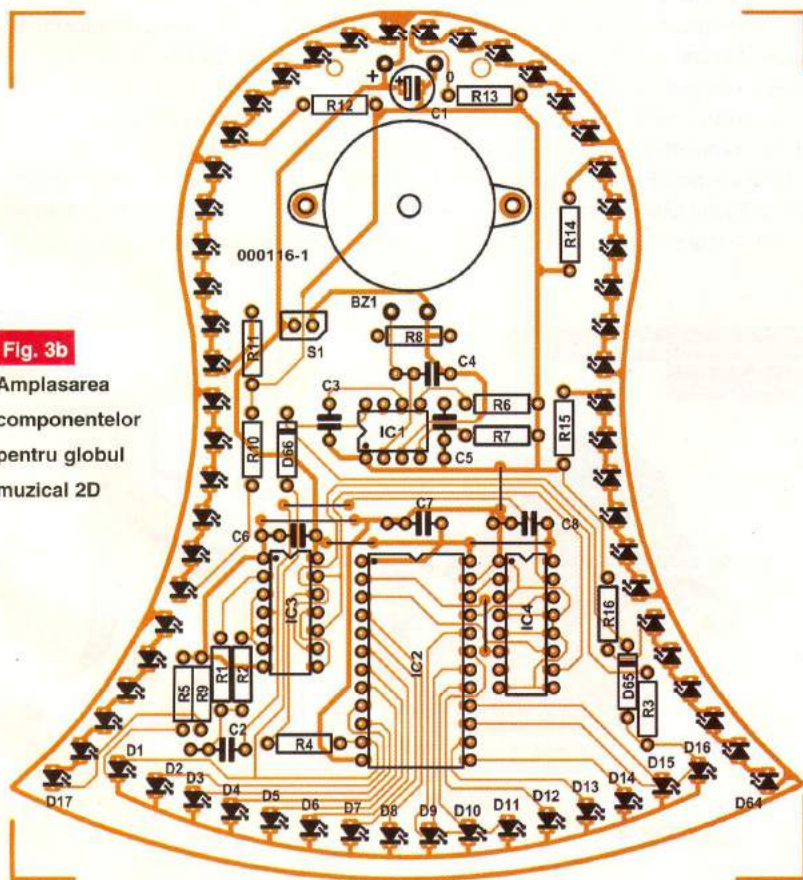 +
+
0
R12
R13
C1
R14
000116-1
BZ1
S1
R8
R11
C4
C3
R6
R15
IC1
R7
R10
D66
C5
Fig. 3b
Amplasarea
componentelor
pentru globul
muzical 2D
C7
C8
C6
IC3
IC2
IC4
R16
R1
R2
R5
R9
D65
R3
C2
R4
D17
D1
D2
D3
D4
D5
D6
D7
D8
D9
D10
D11
D12
D13
D14
D15
D16
D64